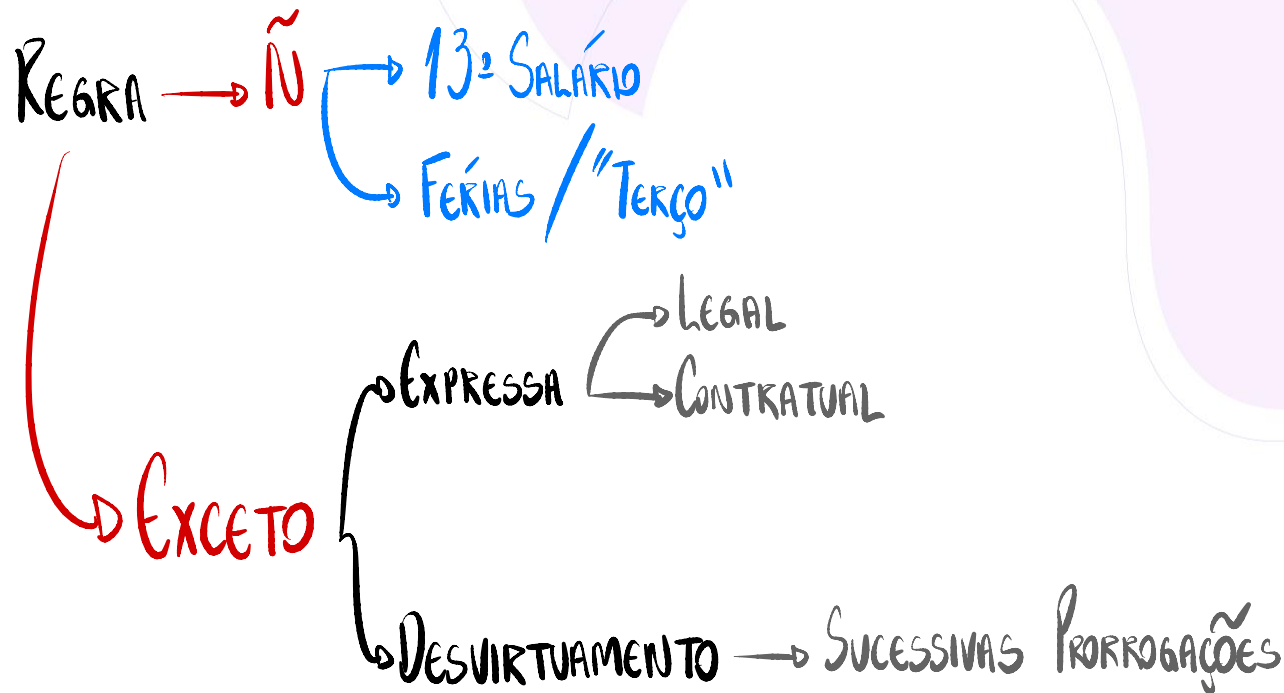 REGRA → Ñ → 13º SALÁRIO
→ FÉRIAS / "TERÇO"
→ LEGAL
→ EXPRESSA → CONTRATUAL
→ EXCETO
→ DESVIRTUAMENTO → SUCESSIVAS PRORROGAÇÕES